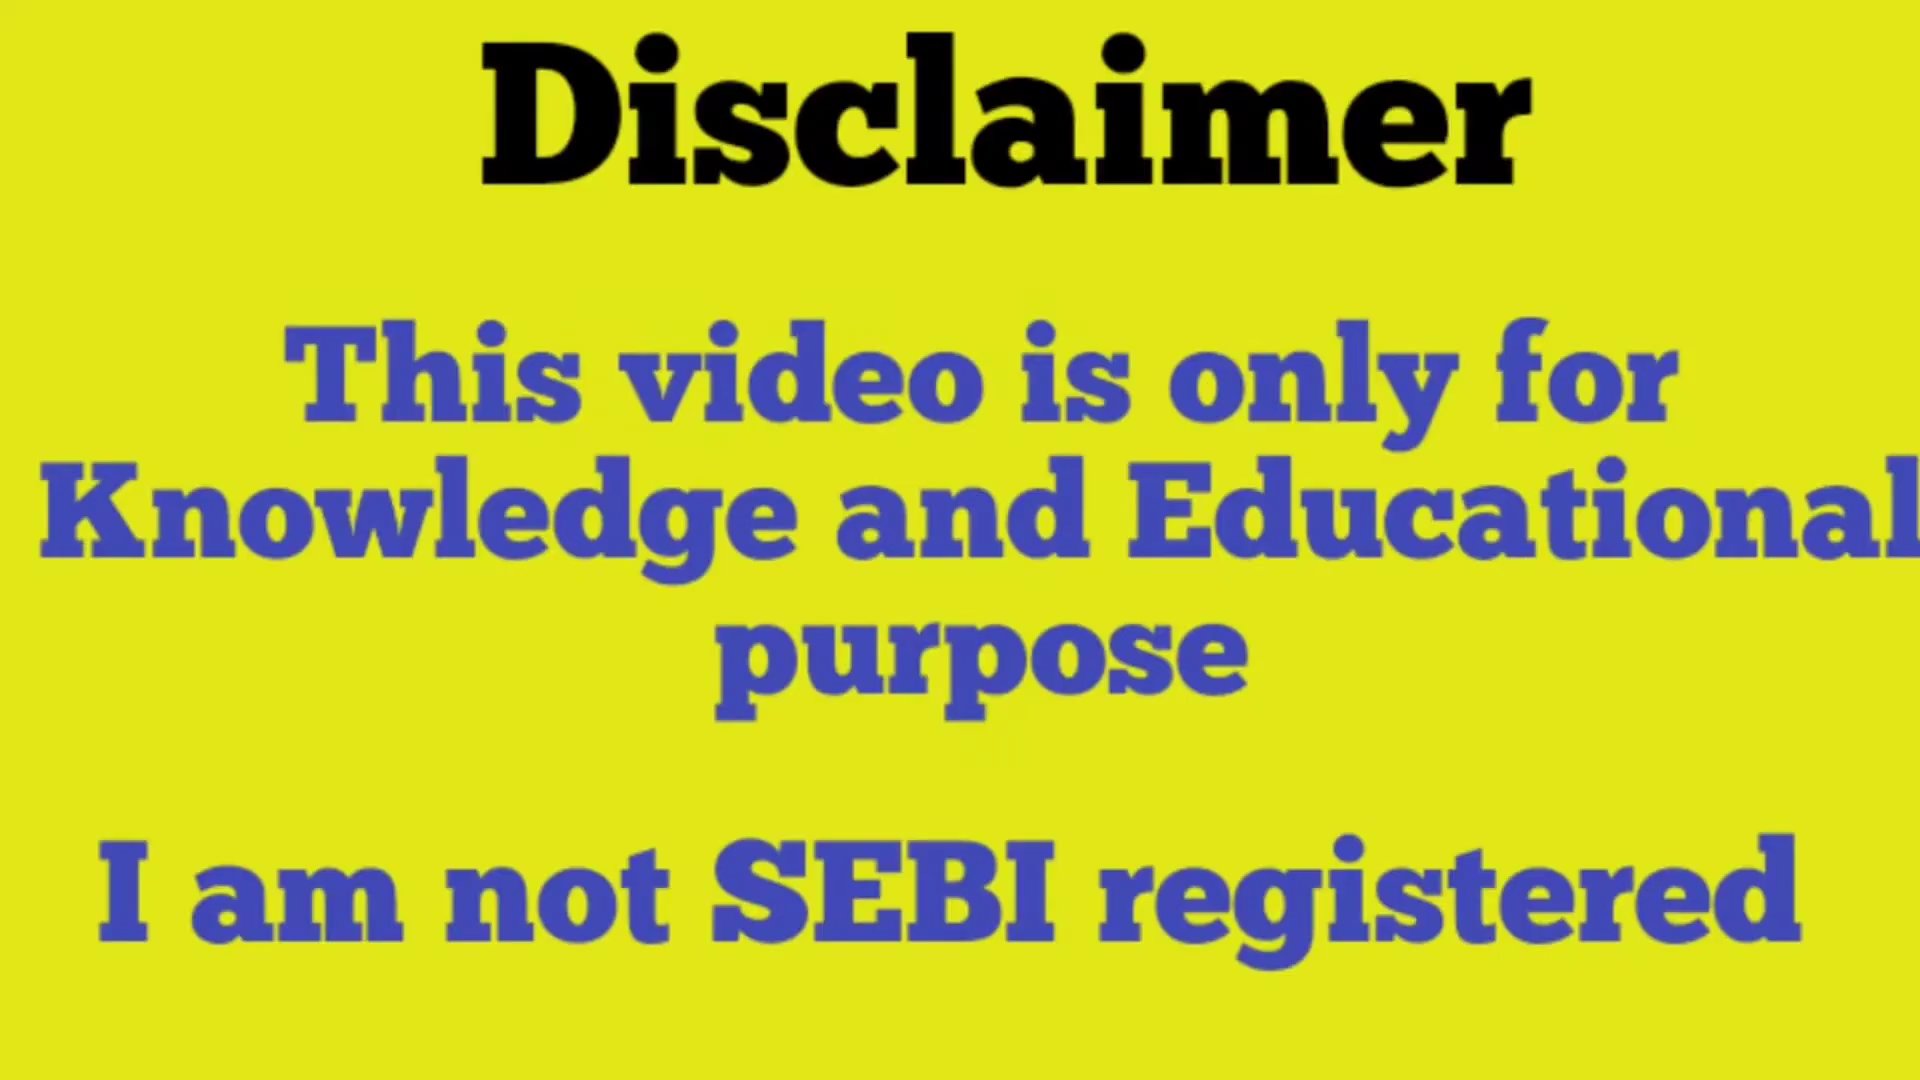 Disclaimer
This video is only for
Knowledge and Educational
purpose
I am not SEBI registered